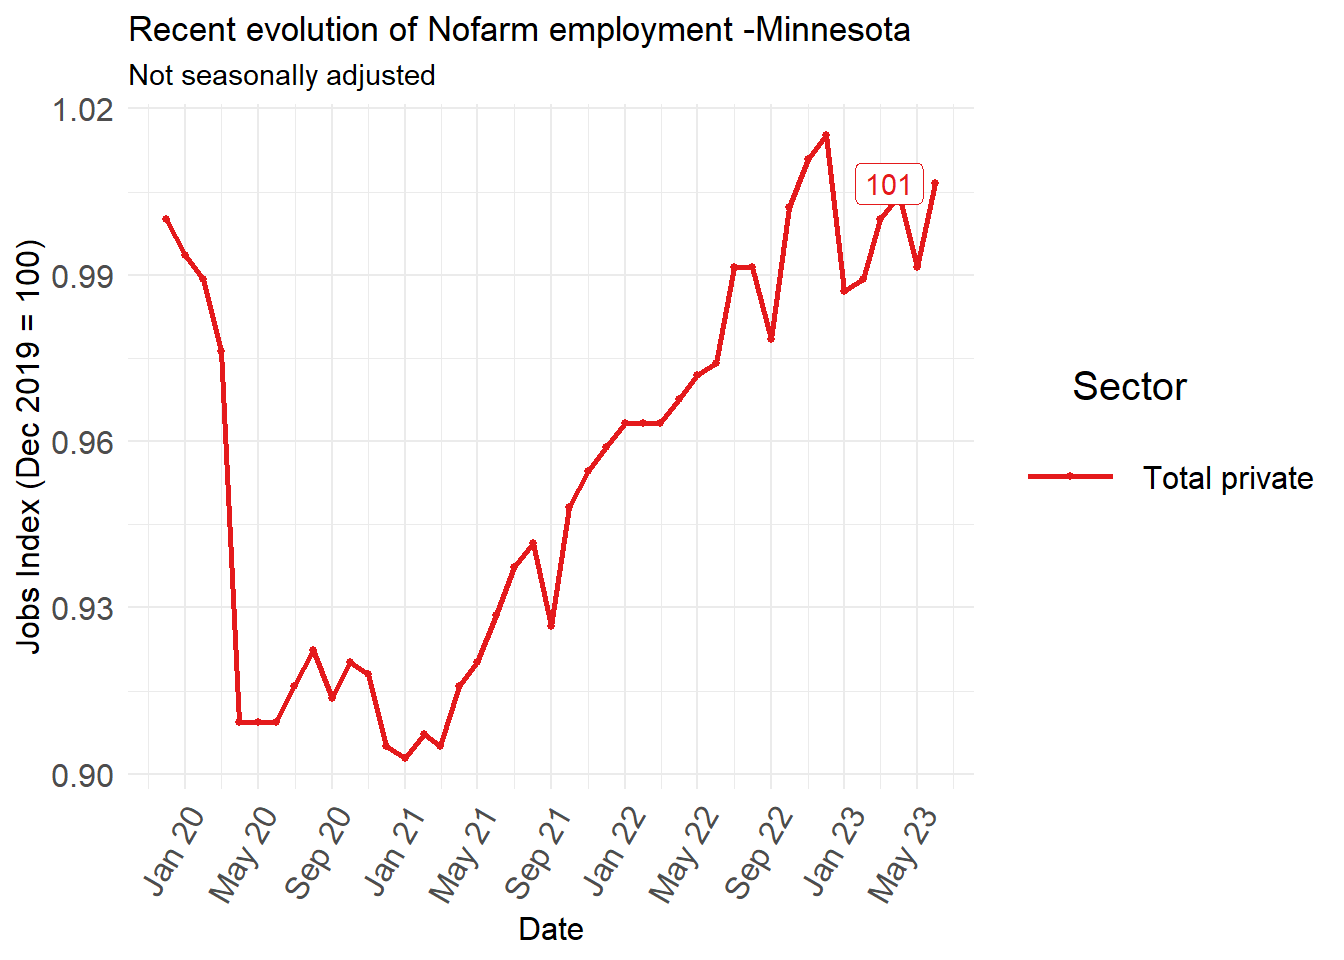 Recent evolution of Nofarm employment -Minnesota
Not seasonally adjusted
1.02
0.99
0.96
0.93
0.90
Jobs Index (Dec 2019 = 100)
101
Jan 20
May 20
Sep 20
Jan 21
May 21
Sep 21
Jan 22
May 22
Sep 22
Jan 23
May 23
Date
Sector
Total private